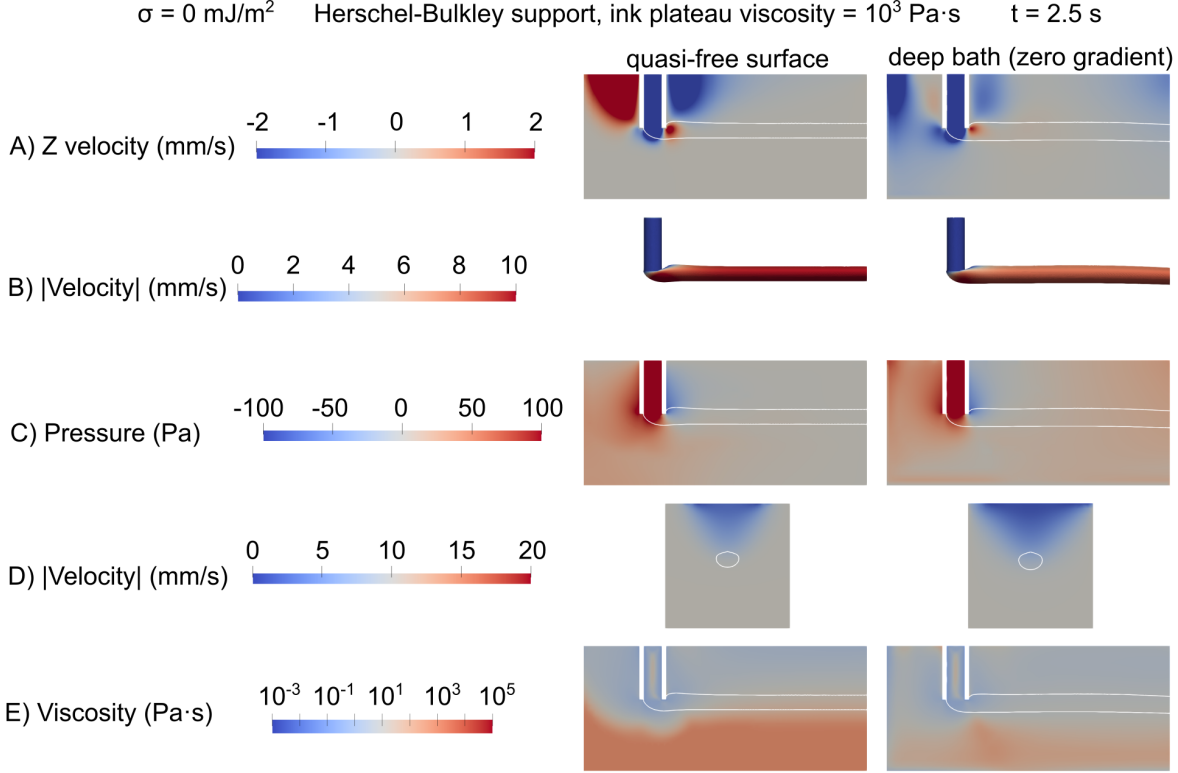 σ = 0 mJ/m² Herschel-Bulkley support, ink plateau viscosity = 10³ Pa·s t = 2.5 s
quasi-free surface deep bath (zero gradient)
-2 -1 0 1 2
A) Z velocity (mm/s)
0 2 4 6 8 10
B) |Velocity| (mm/s)
-100 -50 0 50 100
C) Pressure (Pa)
0 5 10 15 20
D) |Velocity| (mm/s)
10⁻³ 10⁻¹ 10¹ 10³ 10⁵
E) Viscosity (Pa·s)